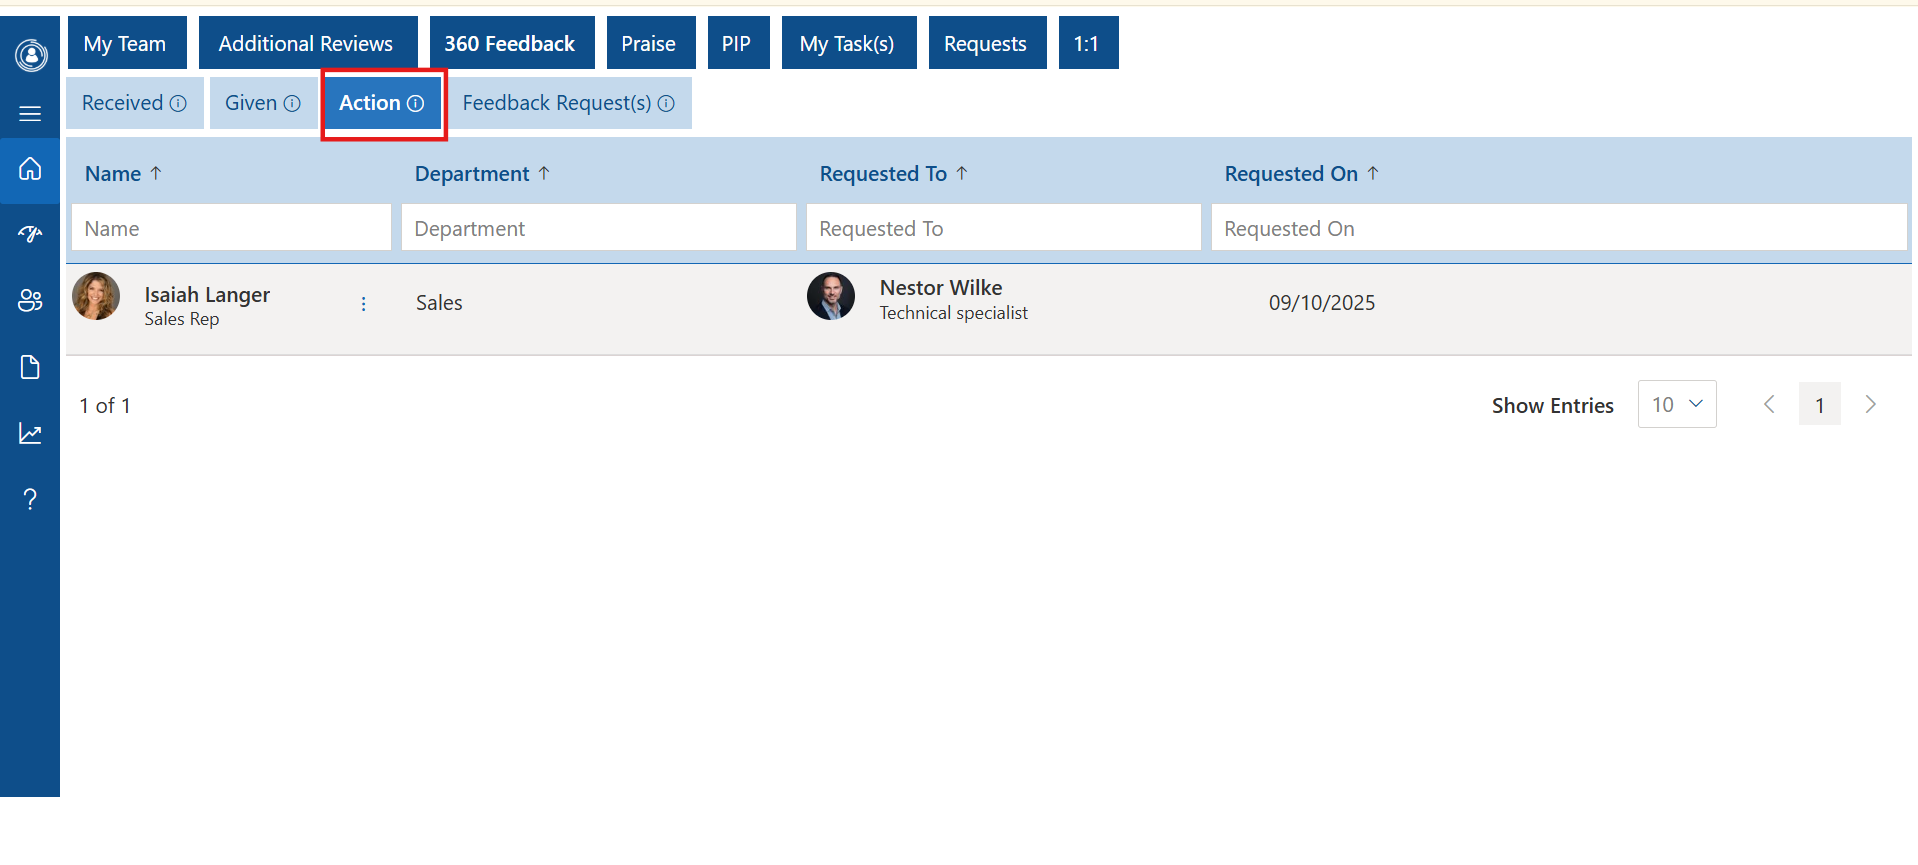 My Team Additional Reviews 360 Feedback Praise PIP My Task(s) Requests 1:1
Received Given Action Feedback Request(s)
Name ↑ Department ↑ Requested To ↑ Requested On ↑
Name Department Requested To Requested On
Isaiah Langer
Sales Rep
Sales
Nestor Wilke
Technical specialist
09/10/2025
1 of 1 Show Entries 10 1
?